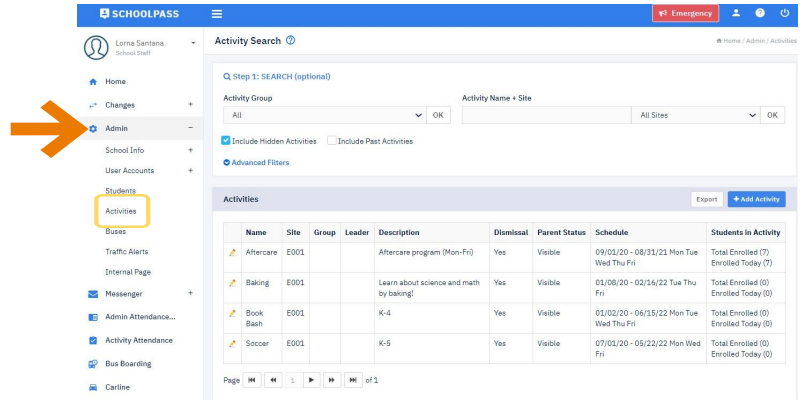 SCHOOLPASS
Emergency
Lorna Santana
School Staff
Activity Search
Home / Admin / Activities
Home
Changes +
Admin −
School Info +
User Accounts +
Students
Activities
Buses
Traffic Alerts
Internal Page
Messenger +
Admin Attendance...
Activity Attendance
Bus Boarding
Carline
Step 1: SEARCH (optional)
Activity Group
Activity Name + Site
All OK
All Sites OK
Include Hidden Activities Include Past Activities
Advanced Filters
Activities
Export + Add Activity
Name Site Group Leader Description Dismissal Parent Status Schedule Students in Activity
Aftercare E001 Aftercare program (Mon-Fri) Yes Visible 09/01/20 - 08/31/21 Mon Tue Total Enrolled (7)
Wed Thu Fri Enrolled Today (7)
Baking E001 Learn about science and math Yes Visible 01/08/20 - 02/16/22 Tue Thu Total Enrolled (0)
by baking! Fri Enrolled Today (0)
Book E001 K-4 Yes Visible 01/02/20 - 06/15/22 Mon Tue Total Enrolled (0)
Bash Wed Thu Fri Enrolled Today (0)
Soccer E001 K-5 Yes Visible 07/01/20 - 05/22/22 Mon Wed Total Enrolled (0)
Fri Enrolled Today (0)
Page 1 of 1